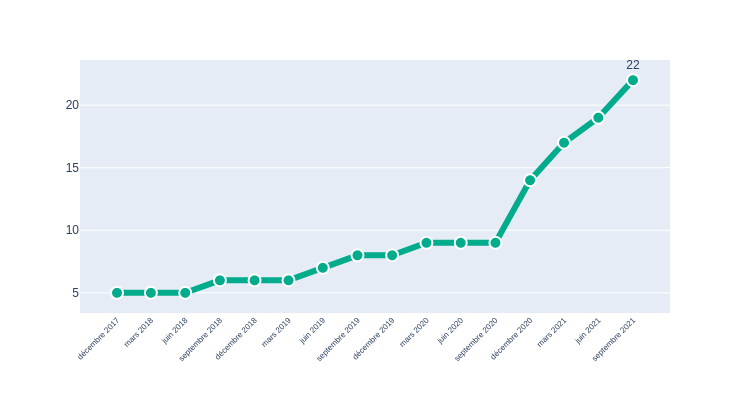 22
20
15
10
5
décembre 2017
mars 2018
juin 2018
septembre 2018
décembre 2018
mars 2019
juin 2019
septembre 2019
décembre 2019
mars 2020
juin 2020
septembre 2020
décembre 2020
mars 2021
juin 2021
septembre 2021